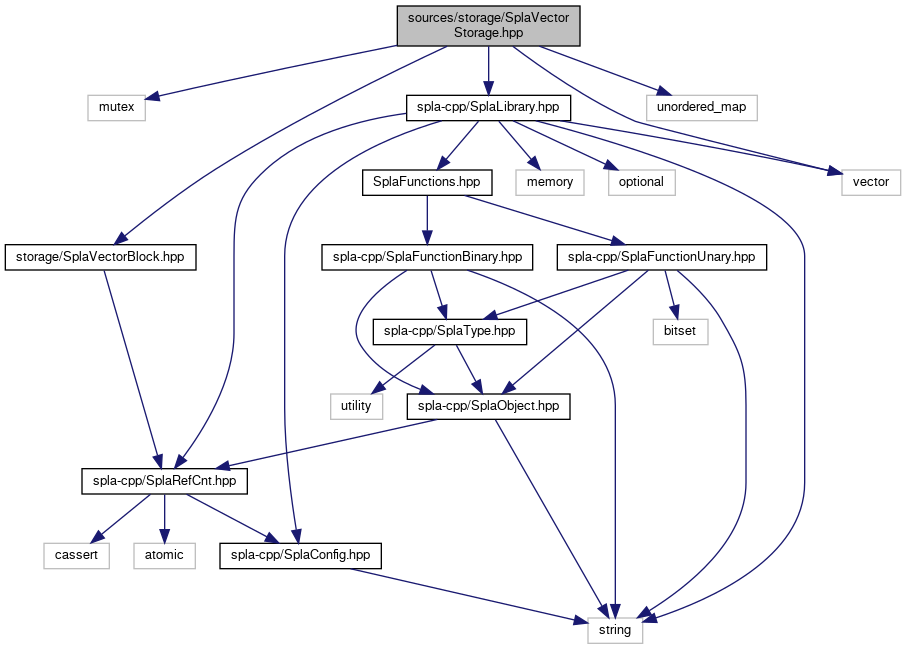 sources/storage/SplaVector
Storage.hpp
mutex
spla-cpp/SplaLibrary.hpp
unordered_map
SplaFunctions.hpp
memory
optional
vector
storage/SplaVectorBlock.hpp
spla-cpp/SplaFunctionBinary.hpp
spla-cpp/SplaFunctionUnary.hpp
spla-cpp/SplaType.hpp
bitset
utility
spla-cpp/SplaObject.hpp
spla-cpp/SplaRefCnt.hpp
cassert
atomic
spla-cpp/SplaConfig.hpp
string